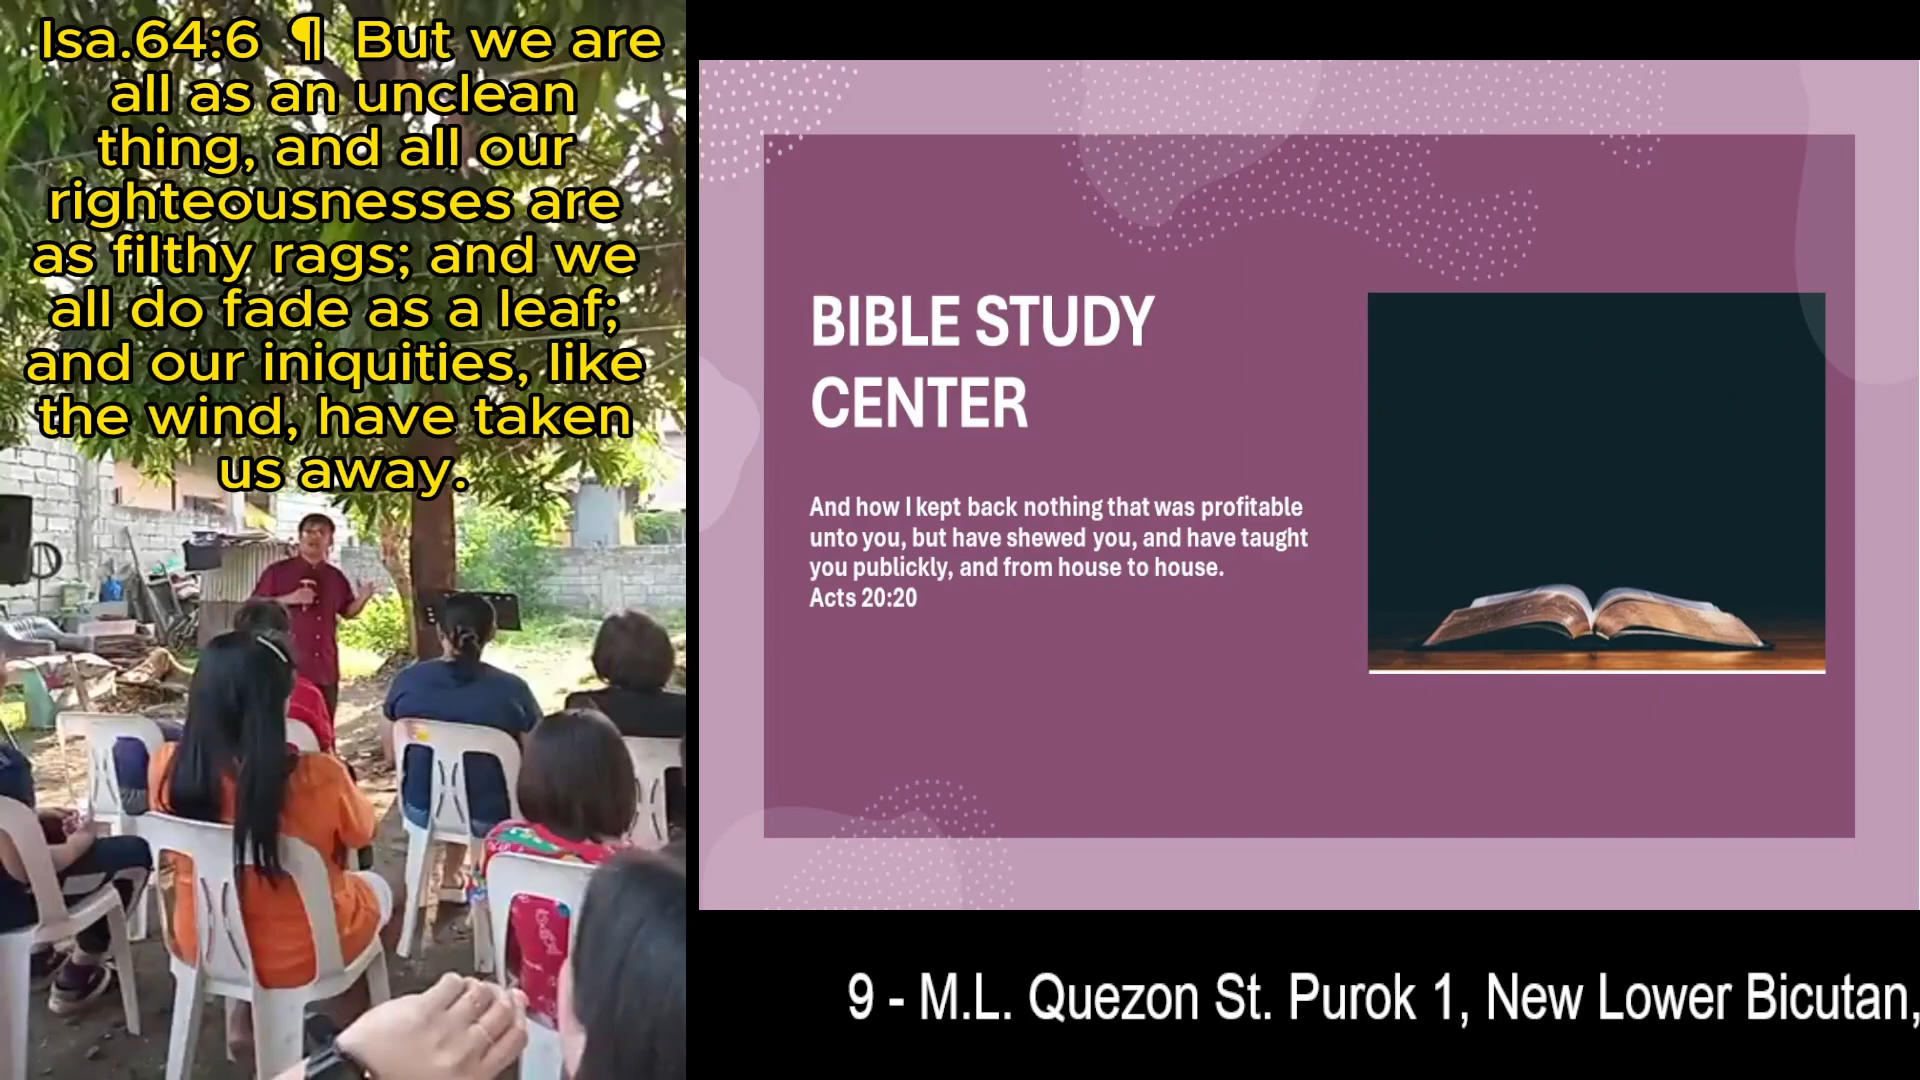 Isa.64:6 ¶ But we are
all as an unclean
thing, and all our
righteousnesses are
as filthy rags; and we
all do fade as a leaf;
and our iniquities, like
the wind, have taken
us away.
BIBLE STUDY
CENTER
And how I kept back nothing that was profitable
unto you, but have shewed you, and have taught
you publickly, and from house to house.
Acts 20:20
9 - M.L. Quezon St. Purok 1, New Lower Bicutan,